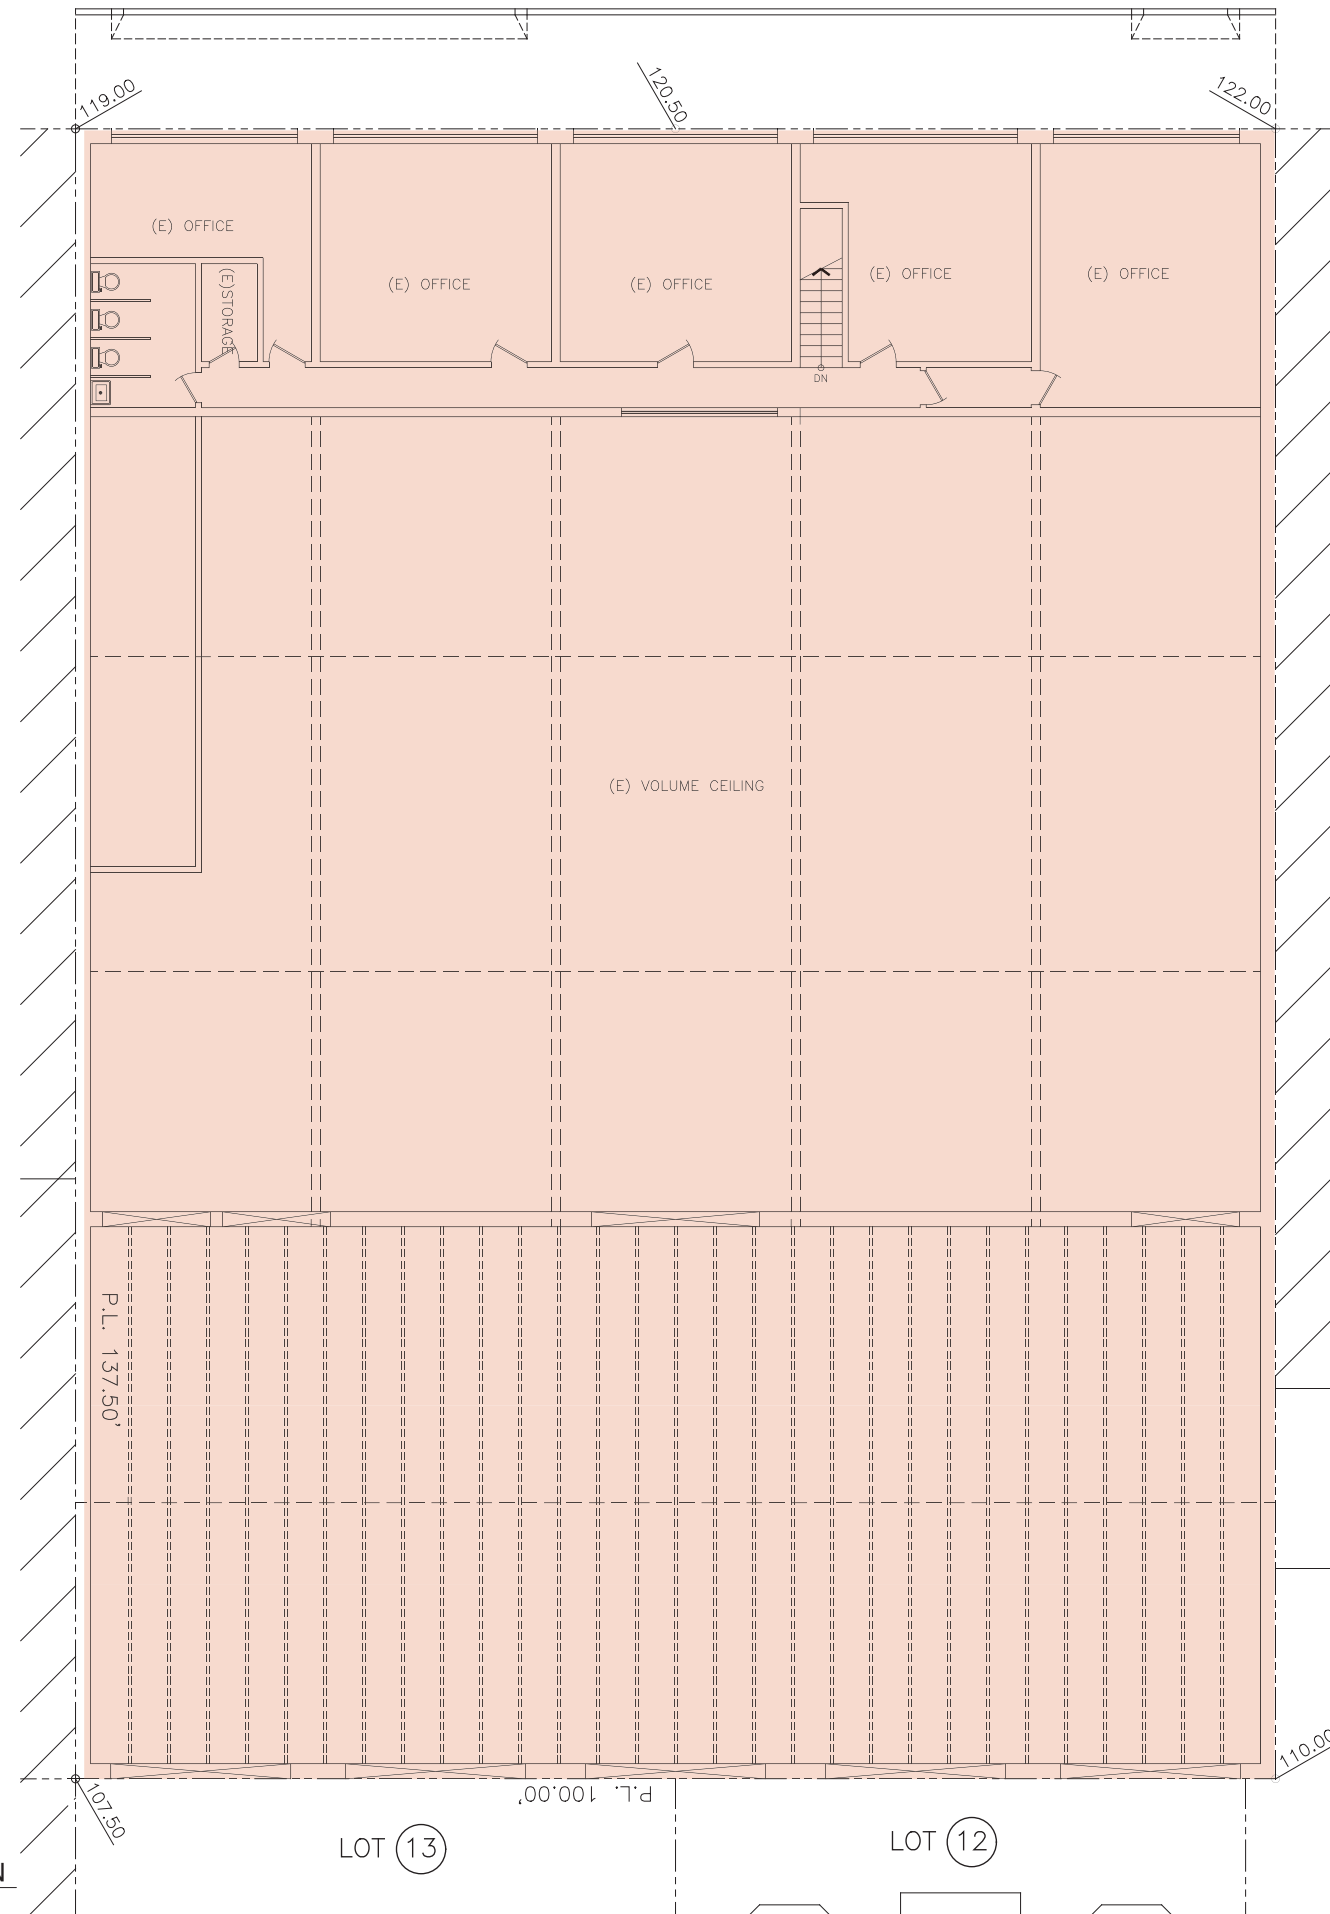 119.00
120.50
122.00
(E) OFFICE
(E) OFFICE
(E) OFFICE
(E) OFFICE
(E) OFFICE
(E)STORAGE
DN
(E) VOLUME CEILING
P.L. 137.50'
P.L. 100.00'
107.50
110.00
LOT 13
LOT 12
N